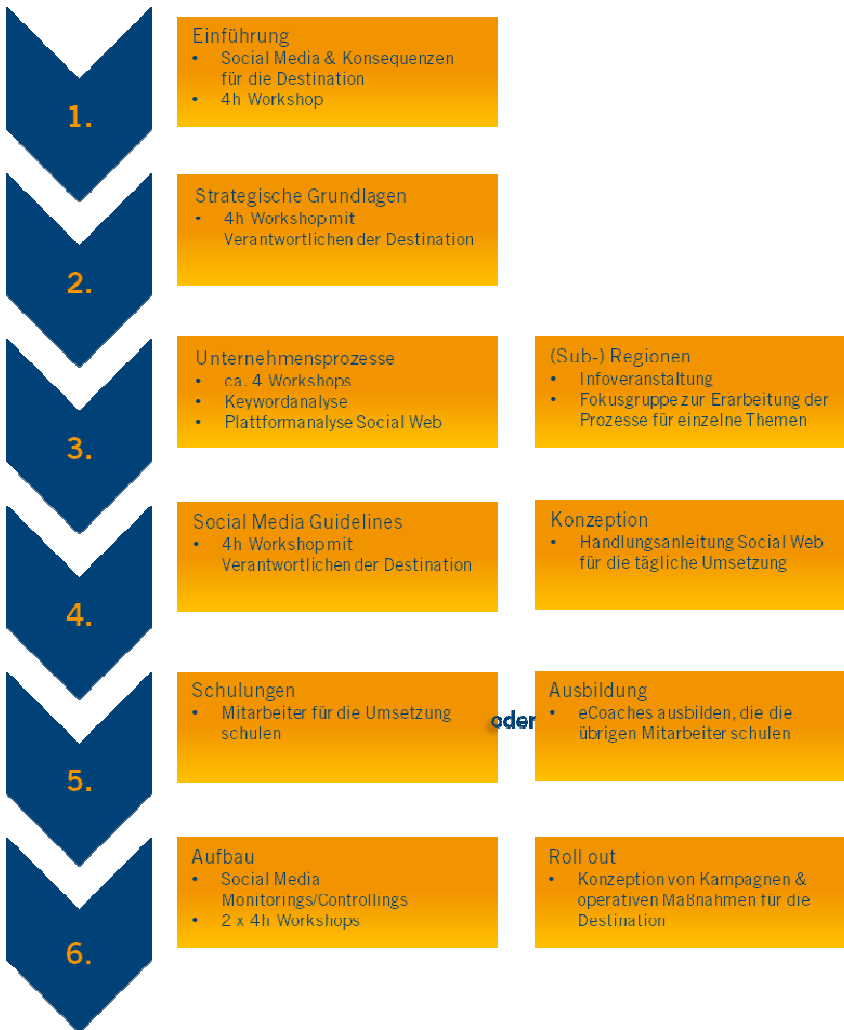 1.
Einführung
• Social Media & Konsequenzen
für die Destination
• 4h Workshop
2.
Strategische Grundlagen
• 4h Workshop mit
Verantwortlichen der Destination
3.
Unternehmensprozesse
• ca. 4 Workshops
• Keywordanalyse
• Plattformanalyse Social Web
(Sub-) Regionen
• Infoveranstaltung
• Fokusgruppe zur Erarbeitung der
Prozesse für einzelne Themen
4.
Social Media Guidelines
• 4h Workshop mit
Verantwortlichen der Destination
Konzeption
• Handlungsanleitung Social Web
für die tägliche Umsetzung
5.
Schulungen
• Mitarbeiter für die Umsetzung
schulen
oder
Ausbildung
• eCoaches ausbilden, die die
übrigen Mitarbeiter schulen
6.
Aufbau
• Social Media
Monitorings/Controllings
• 2 x 4h Workshops
Roll out
• Konzeption von Kampagnen &
operativen Maßnahmen für die
Destination